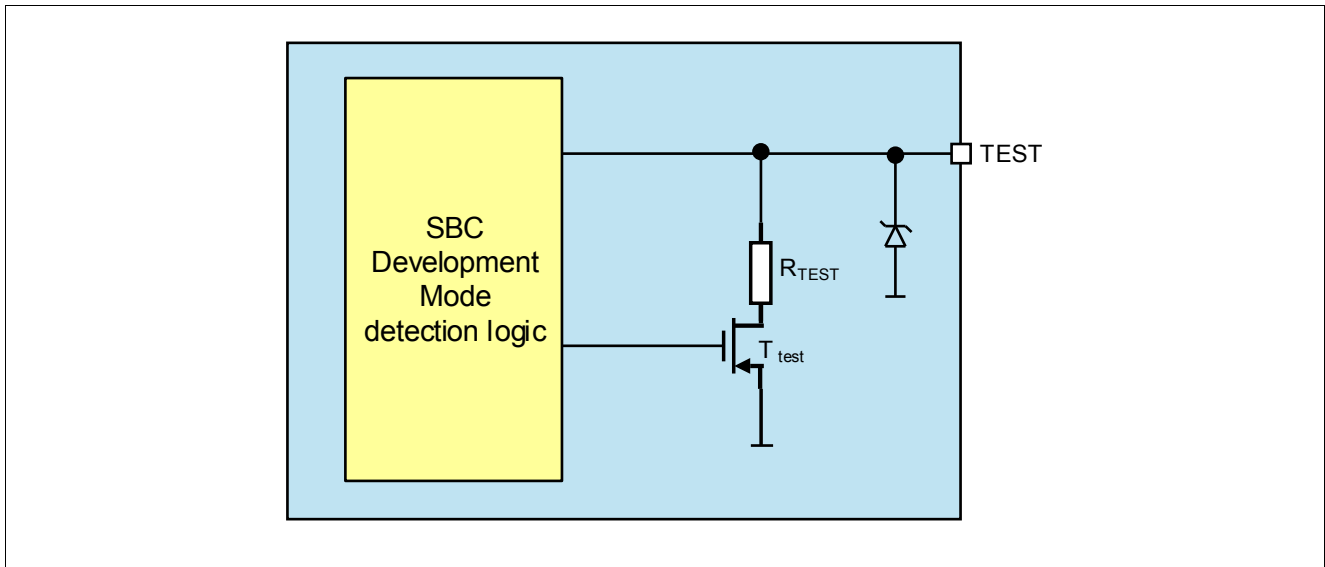 SBC
Development
Mode
detection logic
TEST
RTEST
T test